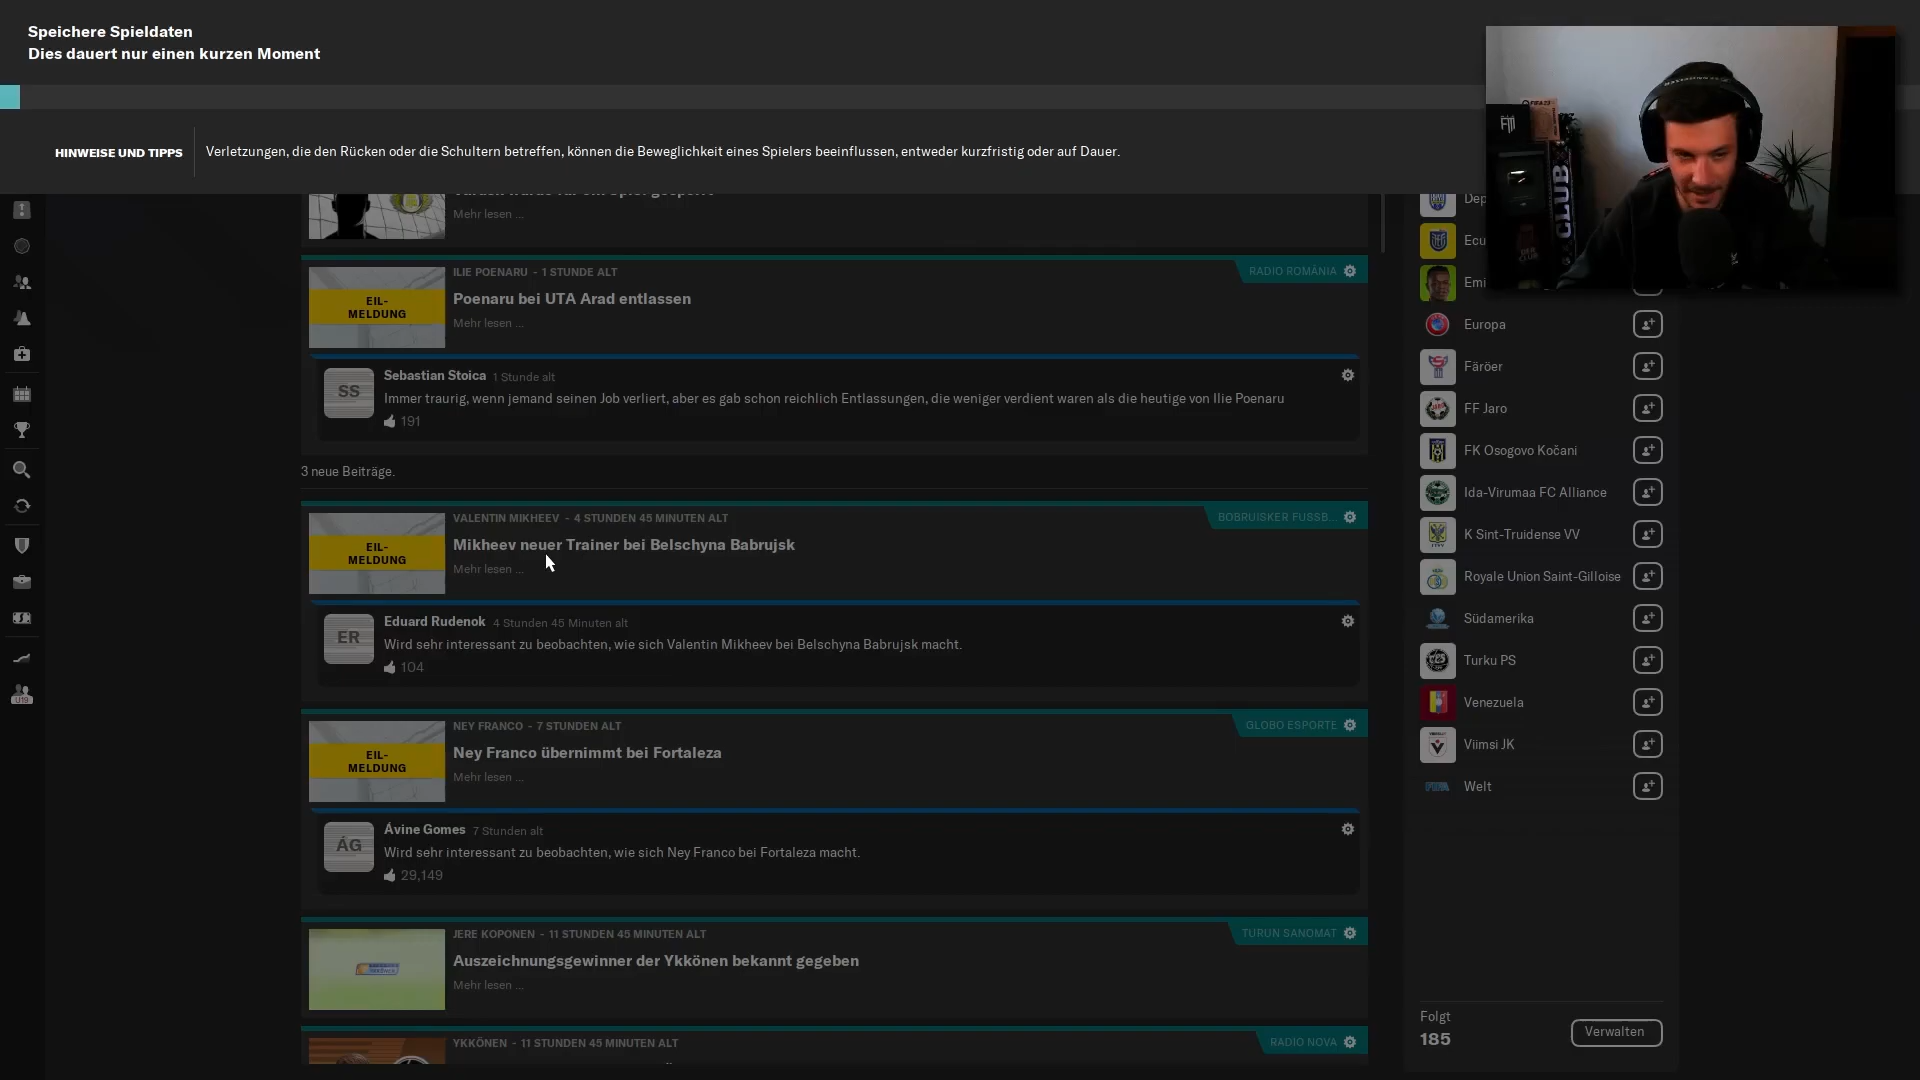 Speichere Spieldaten
Dies dauert nur einen kurzen Moment
HINWEISE UND TIPPS
Verletzungen, die den Rücken oder die Schultern betreffen, können die Beweglichkeit eines Spielers beeinflussen, entweder kurzfristig oder auf Dauer.
Mehr lesen ...
ILIE POENARU - 1 STUNDE ALT
RADIO ROMÁNIA
EIL-
MELDUNG
Poenaru bei UTA Arad entlassen
Mehr lesen ...
SS
Sebastian Stoica 1 Stunde alt
Immer traurig, wenn jemand seinen Job verliert, aber es gab schon reichlich Entlassungen, die weniger verdient waren als die heutige von Ilie Poenaru
191
3 neue Beiträge.
VALENTIN MIKHEEV - 4 STUNDEN 45 MINUTEN ALT
BOBRUISKER FUSSB...
EIL-
MELDUNG
Mikheev neuer Trainer bei Belschyna Babrujsk
Mehr lesen ...
ER
Eduard Rudenok 4 Stunden 45 Minuten alt
Wird sehr interessant zu beobachten, wie sich Valentin Mikheev bei Belschyna Babrujsk macht.
104
NEY FRANCO - 7 STUNDEN ALT
GLOBO ESPORTE
EIL-
MELDUNG
Ney Franco übernimmt bei Fortaleza
Mehr lesen ...
ÁG
Ávine Gomes 7 Stunden alt
Wird sehr interessant zu beobachten, wie sich Ney Franco bei Fortaleza macht.
29,149
JERE KOPONEN - 11 STUNDEN 45 MINUTEN ALT
TURUN SANOMAT
Auszeichnungsgewinner der Ykkönen bekannt gegeben
Mehr lesen ...
YKKÖNEN - 11 STUNDEN 45 MINUTEN ALT
RADIO NOVA
U19
CLUB
Dep
Ecu
Emi
Europa
Färöer
FF Jaro
FK Osogovo Kočani
Ida-Virumaa FC Alliance
K Sint-Truidense VV
Royale Union Saint-Gilloise
Südamerika
Turku PS
Venezuela
Viimsi JK
Welt
Folgt
185
Verwalten